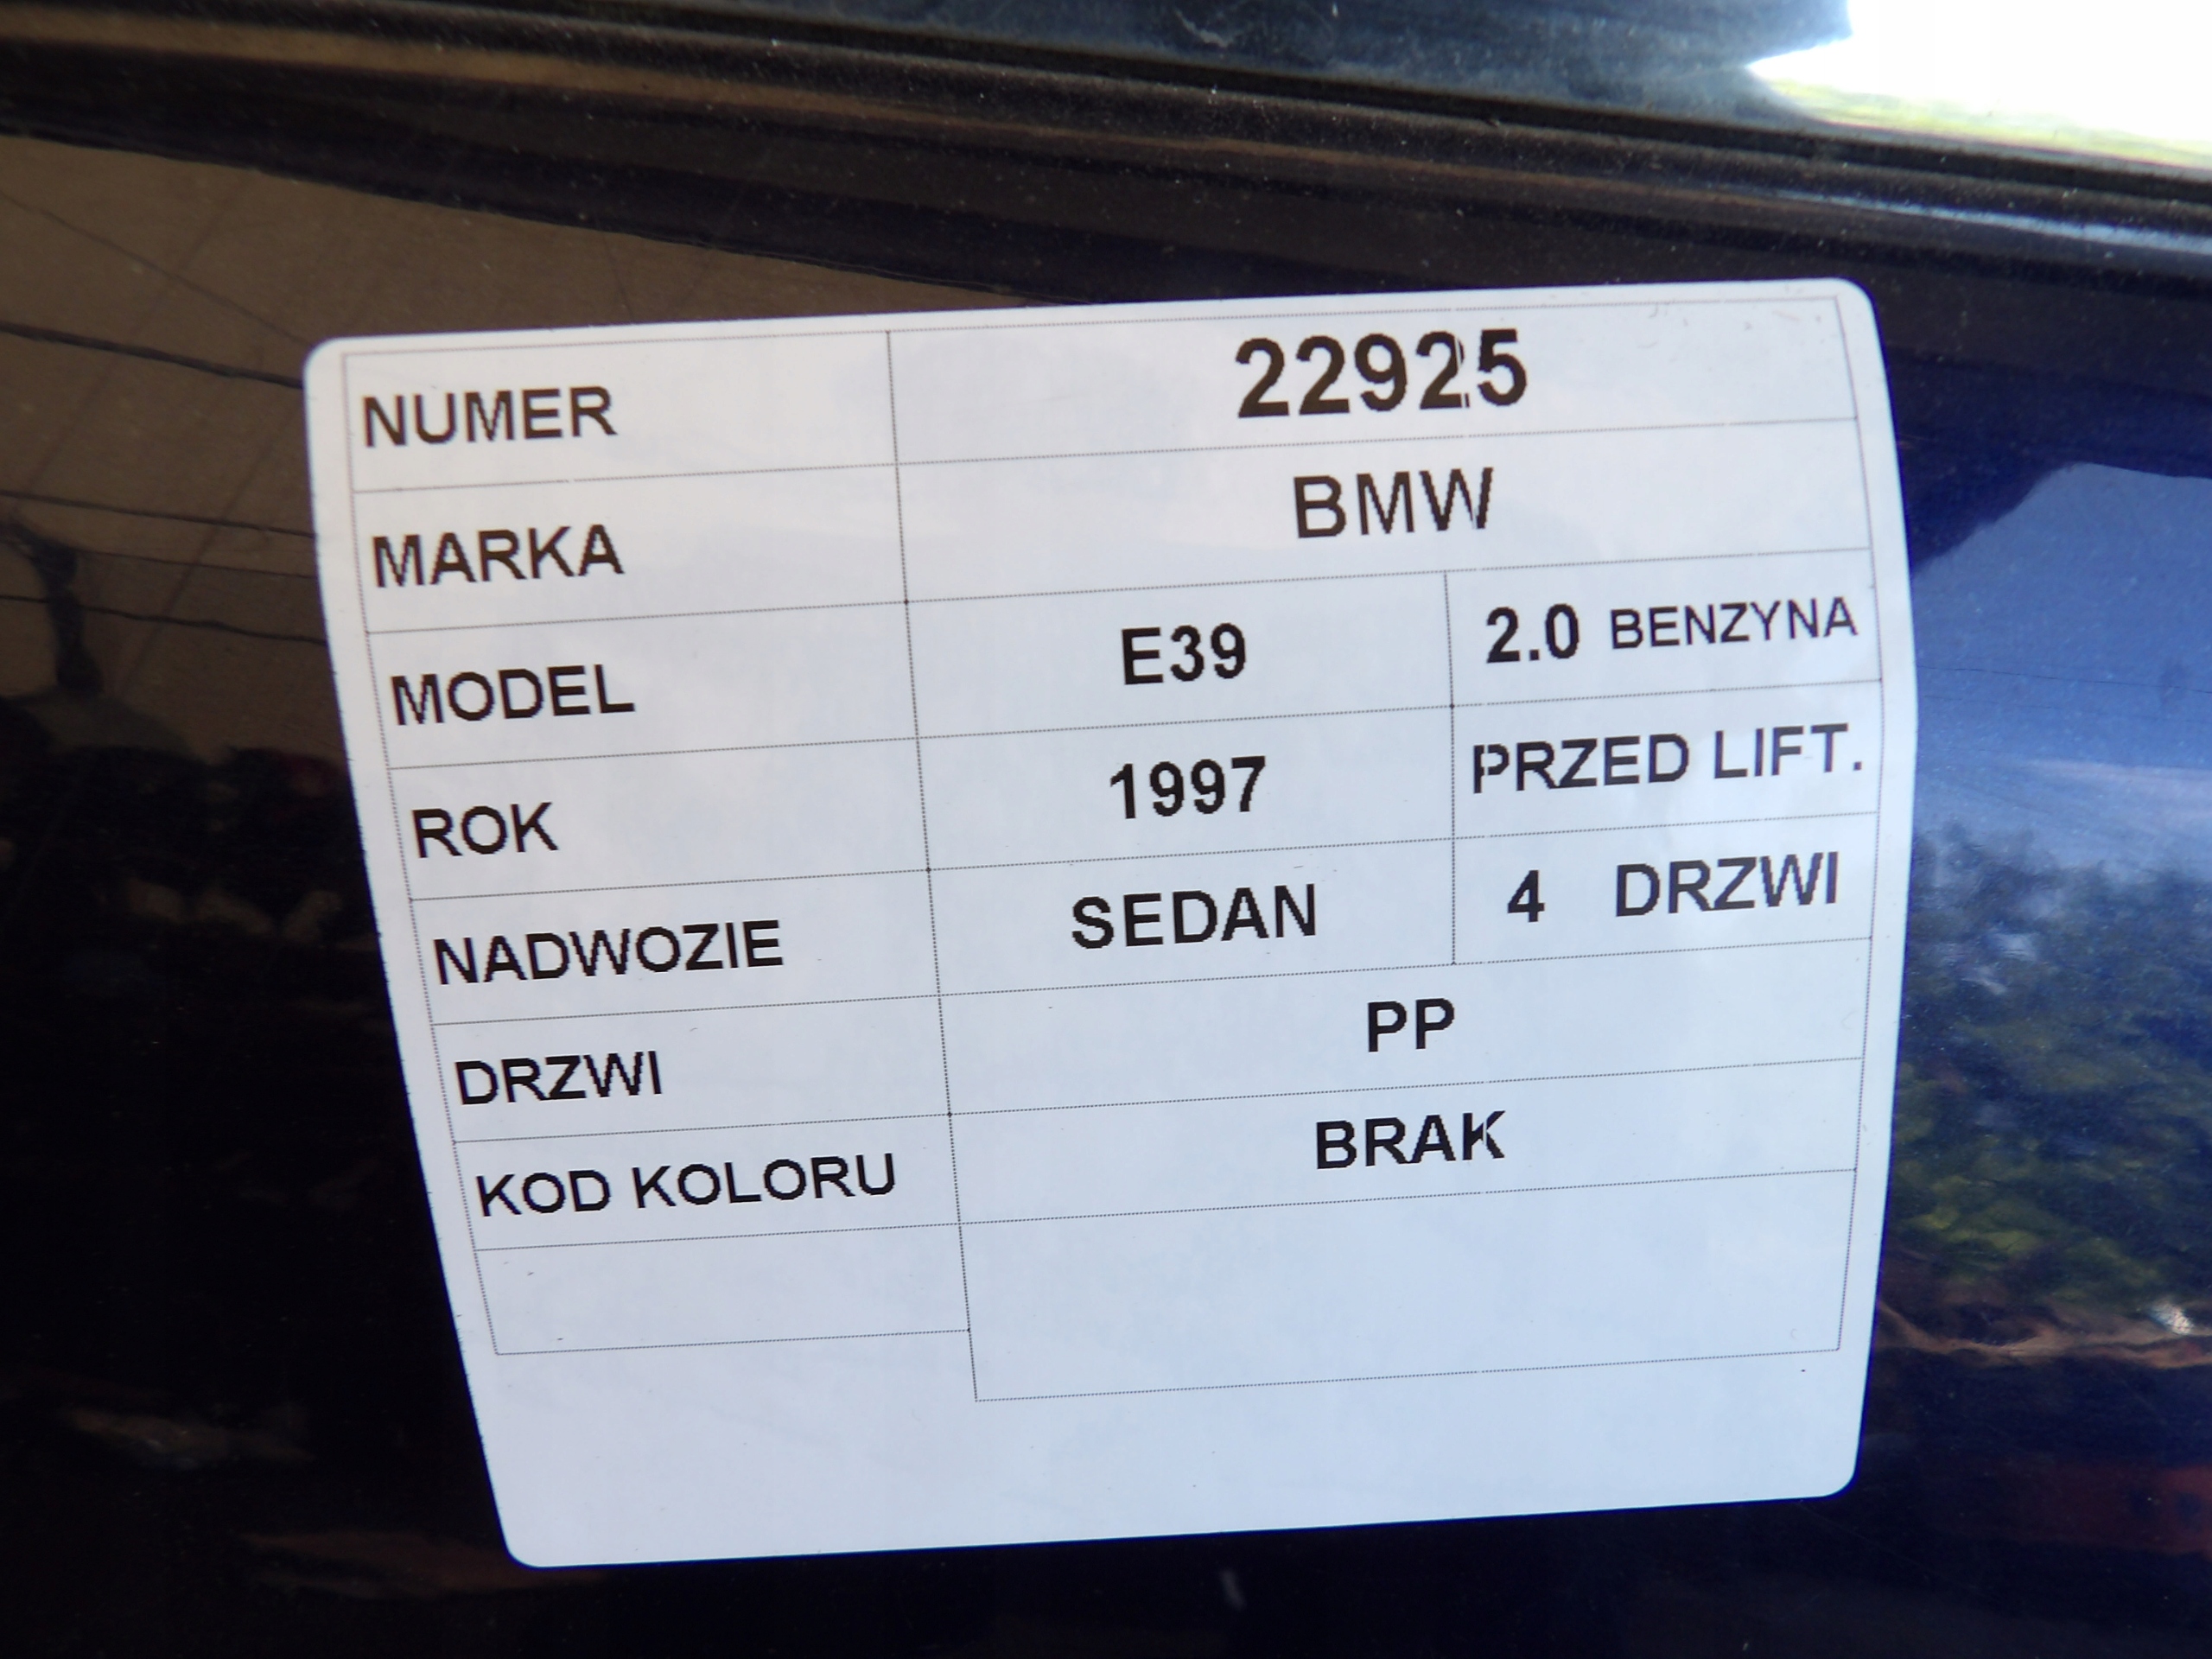 NUMER 22925
MARKA BMW
MODEL E39 2.0 BENZYNA
ROK 1997 PRZED LIFT.
NADWOZIE SEDAN 4 DRZWI
DRZWI PP
KOD KOLORU BRAK